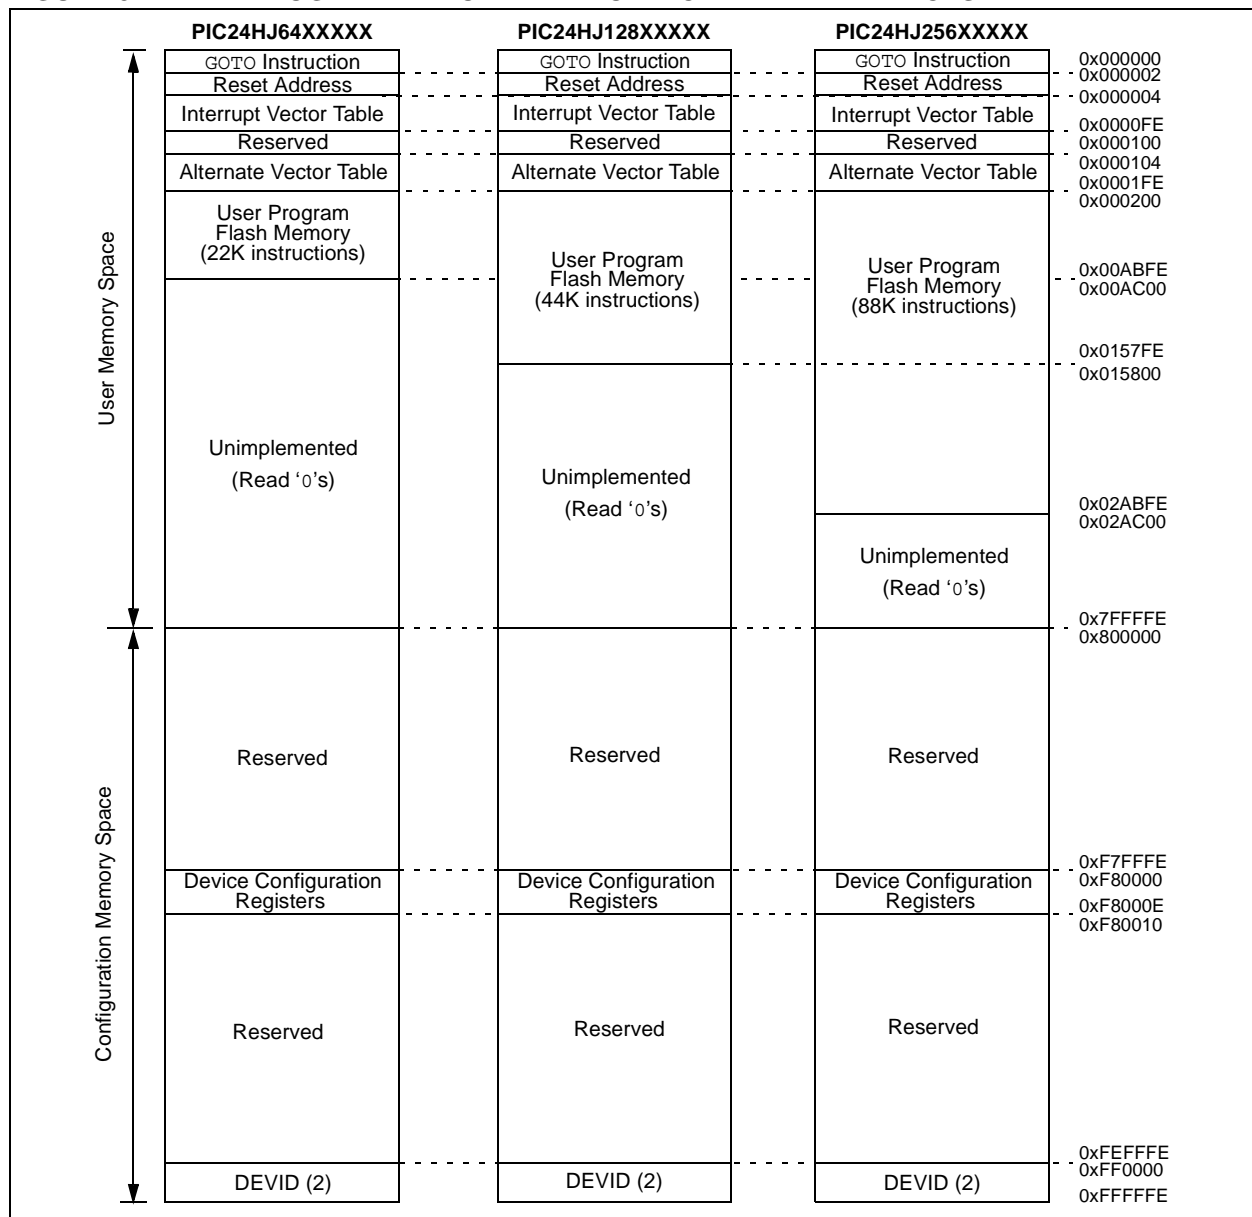 PIC24HJ64XXXXX
PIC24HJ128XXXXX
PIC24HJ256XXXXX
GOTO Instruction
GOTO Instruction
GOTO Instruction
0x000000
Reset Address
Reset Address
Reset Address
0x000002
0x000004
Interrupt Vector Table
Interrupt Vector Table
Interrupt Vector Table
0x0000FE
Reserved
Reserved
Reserved
0x000100
0x000104
Alternate Vector Table
Alternate Vector Table
Alternate Vector Table
0x0001FE
0x000200
User Program
Flash Memory
(22K instructions)
User Program
Flash Memory
(44K instructions)
User Program
Flash Memory
(88K instructions)
0x00ABFE
0x00AC00
0x0157FE
0x015800
User Memory Space
Unimplemented
(Read ‘0’s)
Unimplemented
(Read ‘0’s)
0x02ABFE
0x02AC00
Unimplemented
(Read ‘0’s)
0x7FFFFE
0x800000
Reserved
Reserved
Reserved
0xF7FFFE
0xF80000
Device Configuration
Registers
Device Configuration
Registers
Device Configuration
Registers
0xF8000E
0xF80010
Configuration Memory Space
Reserved
Reserved
Reserved
0xFEFFFE
0xFF0000
DEVID (2)
DEVID (2)
DEVID (2)
0xFFFFFE